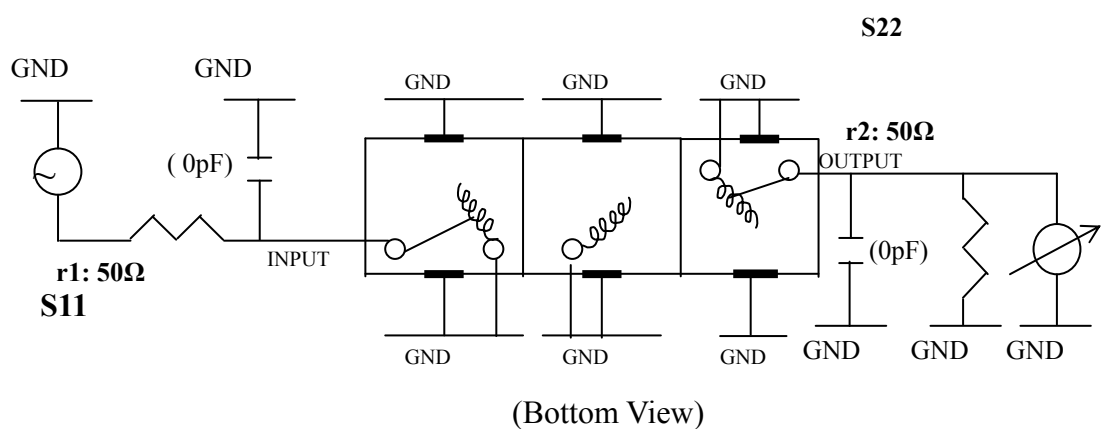 S22
GND
GND
GND
GND
GND
r2: 50Ω
( 0pF)
OUTPUT
INPUT
(0pF)
r1: 50Ω
S11
GND
GND
GND
GND
GND
GND
(Bottom View)